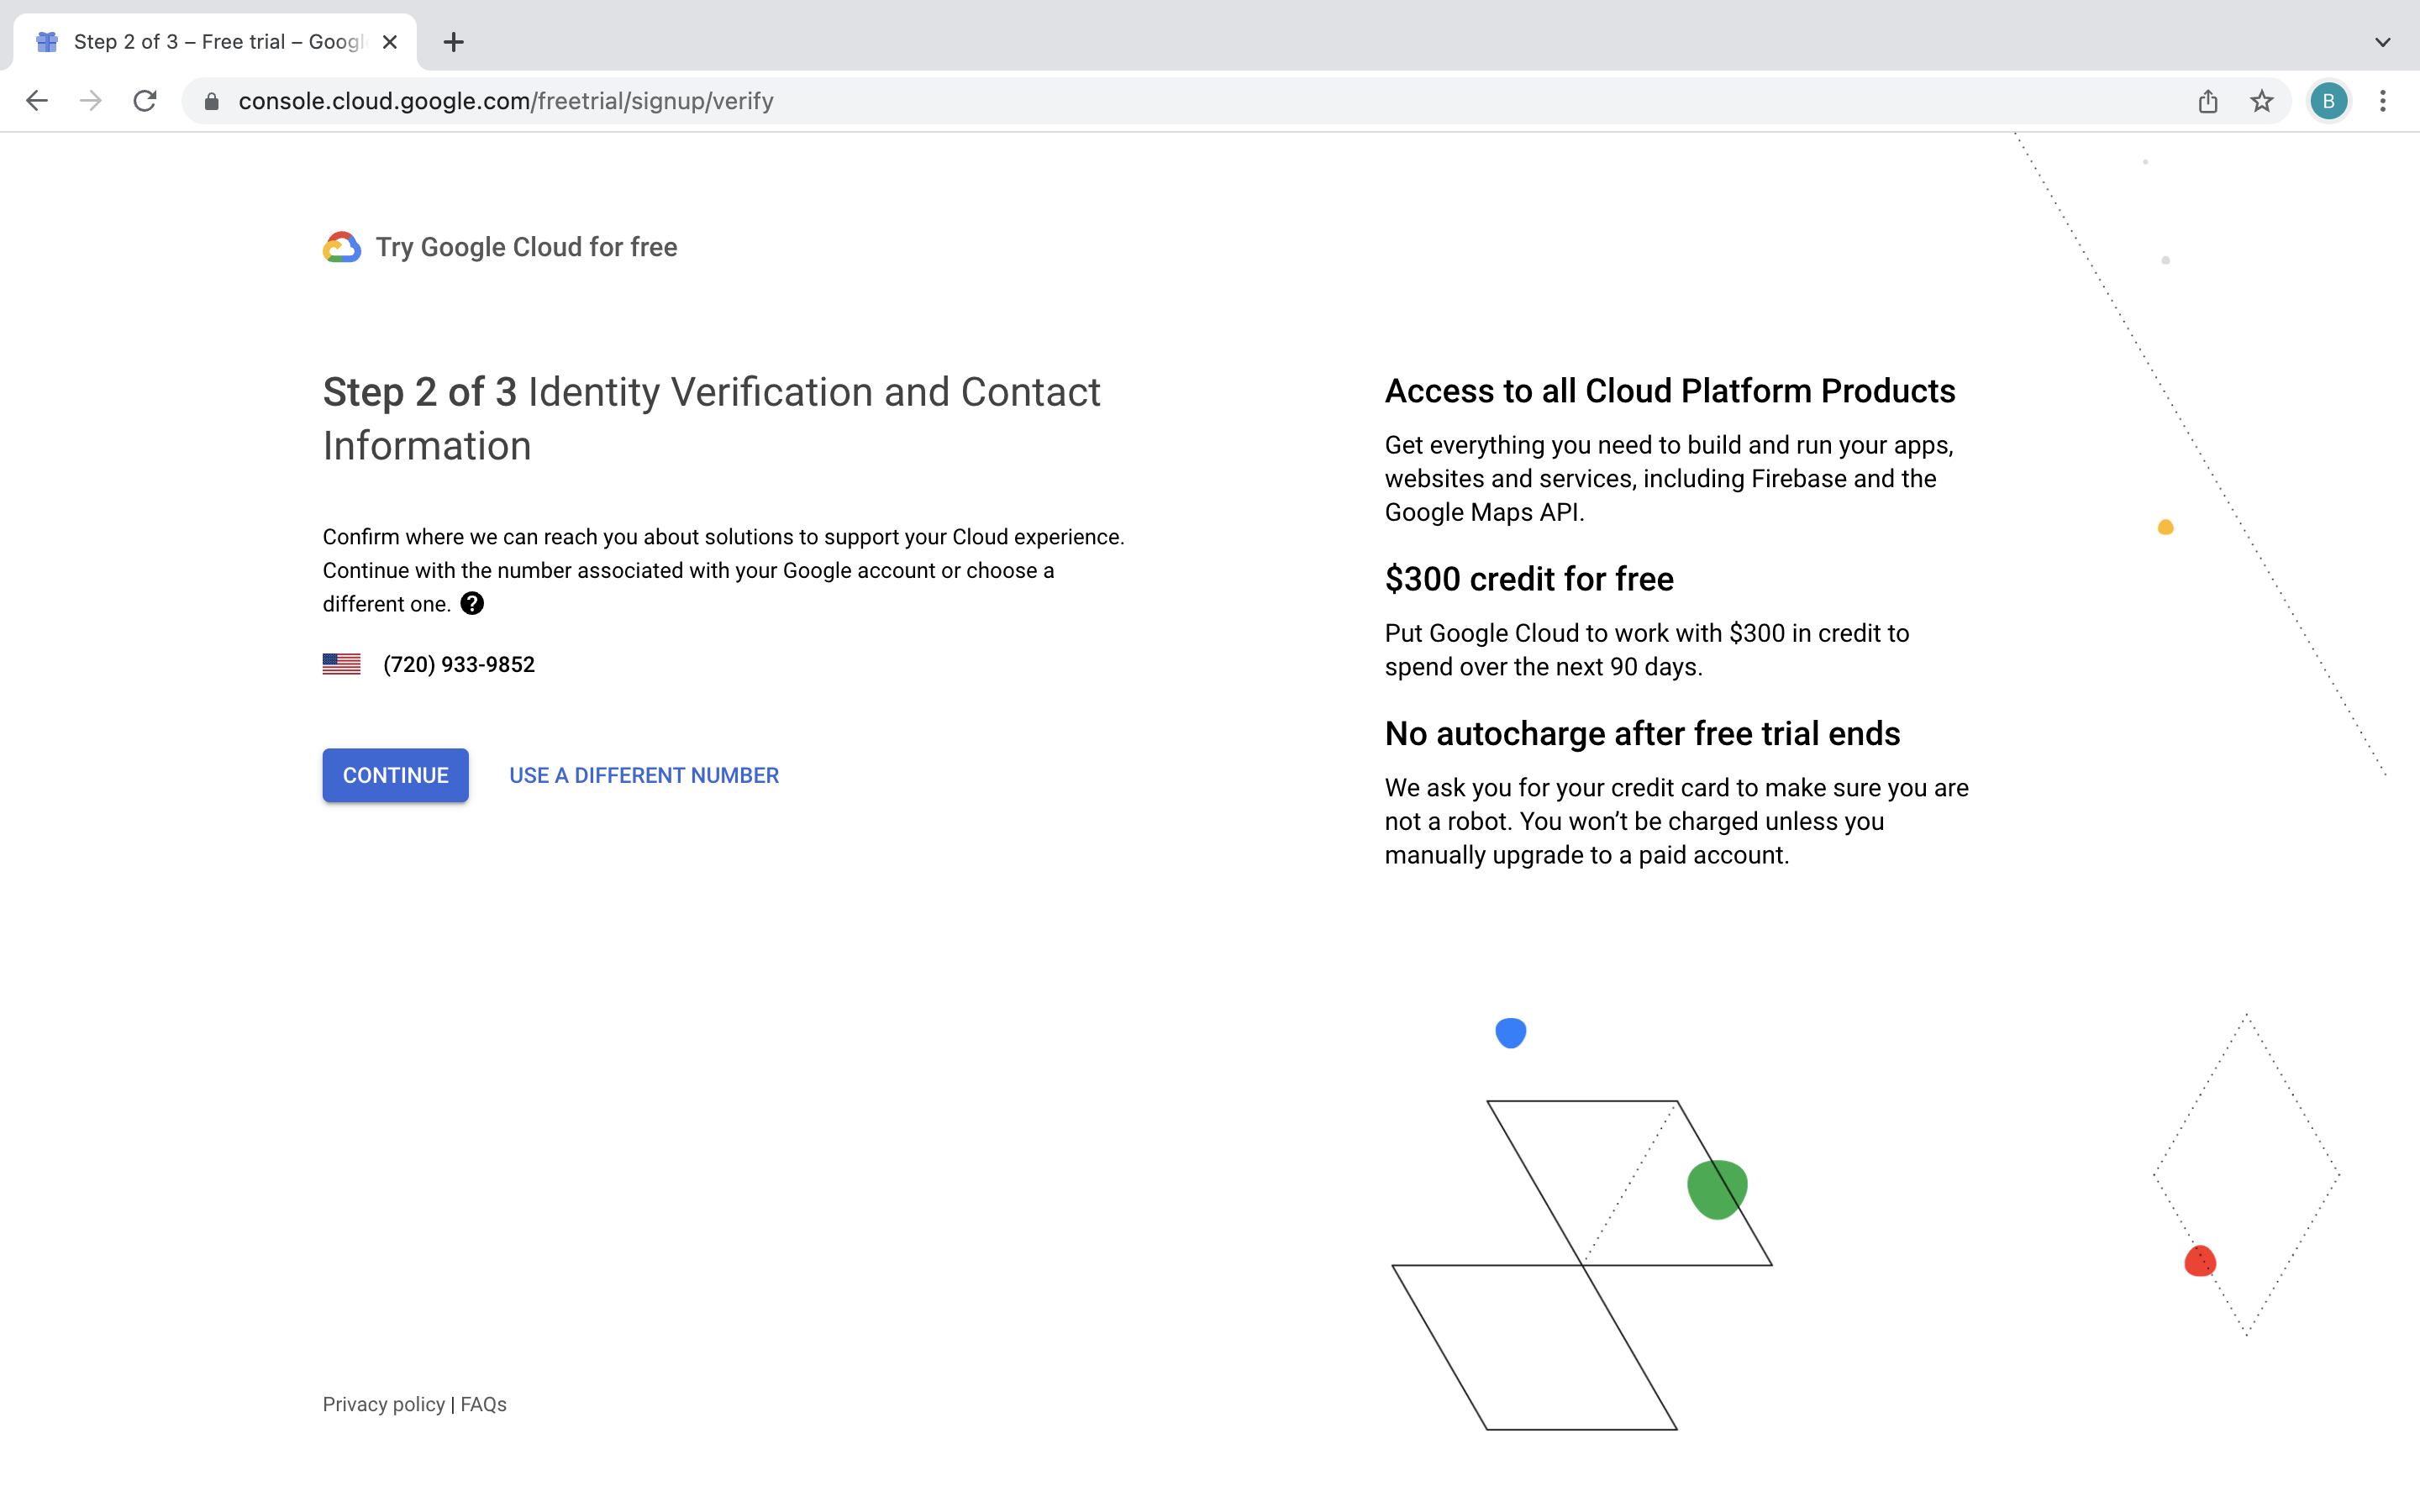 Step 2 of 3 – Free trial – Googl
console.cloud.google.com/freetrial/signup/verify
B
Try Google Cloud for free
Step 2 of 3 Identity Verification and Contact
Information
Confirm where we can reach you about solutions to support your Cloud experience.
Continue with the number associated with your Google account or choose a
different one. ?
(720) 933-9852
CONTINUE
USE A DIFFERENT NUMBER
Access to all Cloud Platform Products
Get everything you need to build and run your apps,
websites and services, including Firebase and the
Google Maps API.
$300 credit for free
Put Google Cloud to work with $300 in credit to
spend over the next 90 days.
No autocharge after free trial ends
We ask you for your credit card to make sure you are
not a robot. You won’t be charged unless you
manually upgrade to a paid account.
Privacy policy | FAQs